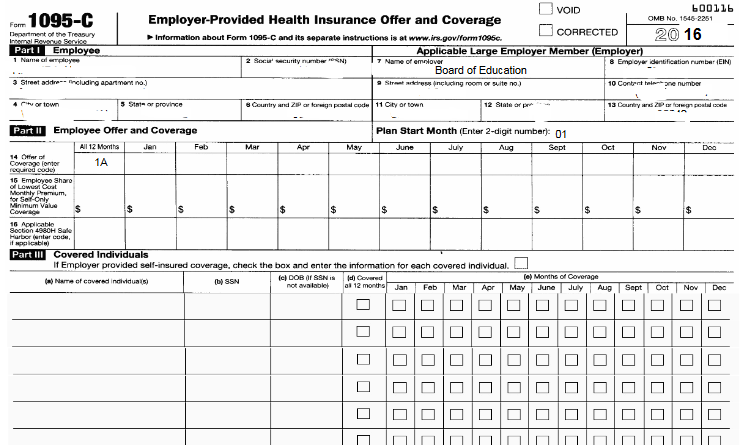 600116
Form 1095-C
Department of the Treasury
Internal Revenue Service
Employer-Provided Health Insurance Offer and Coverage
▶ Information about Form 1095-C and its separate instructions is at www.irs.gov/form1095c.
VOID
CORRECTED
OMB No. 1545-2251
2016
Part I Employee
Applicable Large Employer Member (Employer)
1 Name of employee
2 Social security number (SSN)
7 Name of employer
8 Employer identification number (EIN)
Board of Education
3 Street address (including apartment no.)
9 Street address (including room or suite no.)
10 Contact telephone number
4 City or town
5 State or province
6 Country and ZIP or foreign postal code
11 City or town
12 State or
13 Country and ZIP or foreign postal code
Part II Employee Offer and Coverage
Plan Start Month (Enter 2-digit number): 01
All 12 Months Jan Feb Mar Apr May June July Aug Sept Oct Nov Dec
14 Offer of
Coverage (enter
required code)
1A
15 Employee Share
of Lowest Cost
Monthly Premium,
for Self-Only
Minimum Value
Coverage
$ $ $ $ $ $ $ $ $ $ $ $ $
16 Applicable
Section 4980H Safe
Harbor (enter code,
if applicable)
Part III Covered Individuals
If Employer provided self-insured coverage, check the box and enter the information for each covered individual.
(a) Name of covered individual(s)
(b) SSN
(c) DOB (If SSN is
not available)
(d) Covered
all 12 months
(e) Months of Coverage
Jan Feb Mar Apr May June July Aug Sept Oct Nov Dec